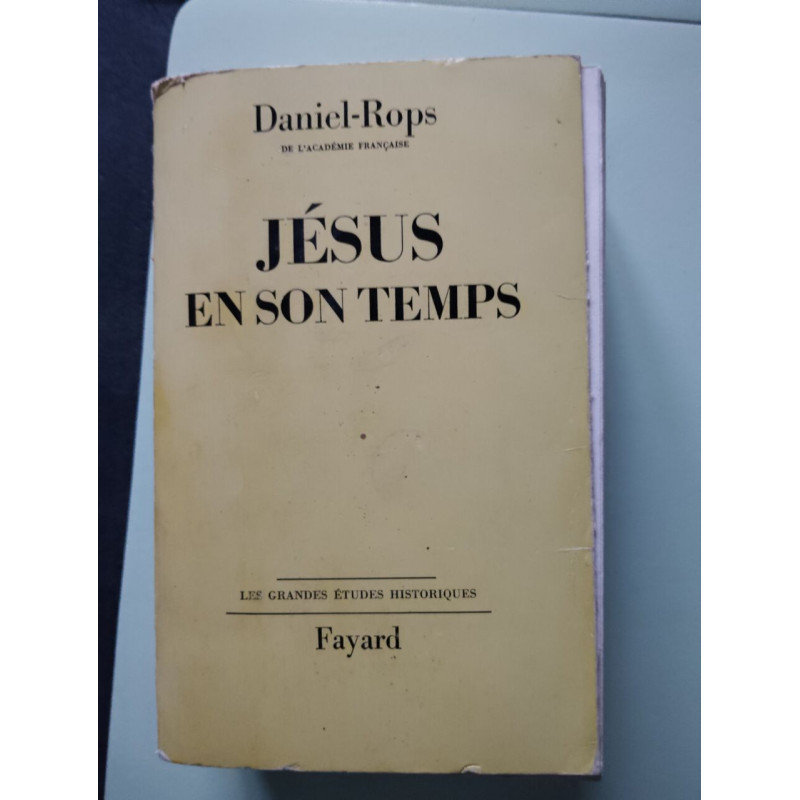 Daniel-Rops
DE L'ACADÉMIE FRANÇAISE
JÉSUS
EN SON TEMPS
LES GRANDES ÉTUDES HISTORIQUES
Fayard